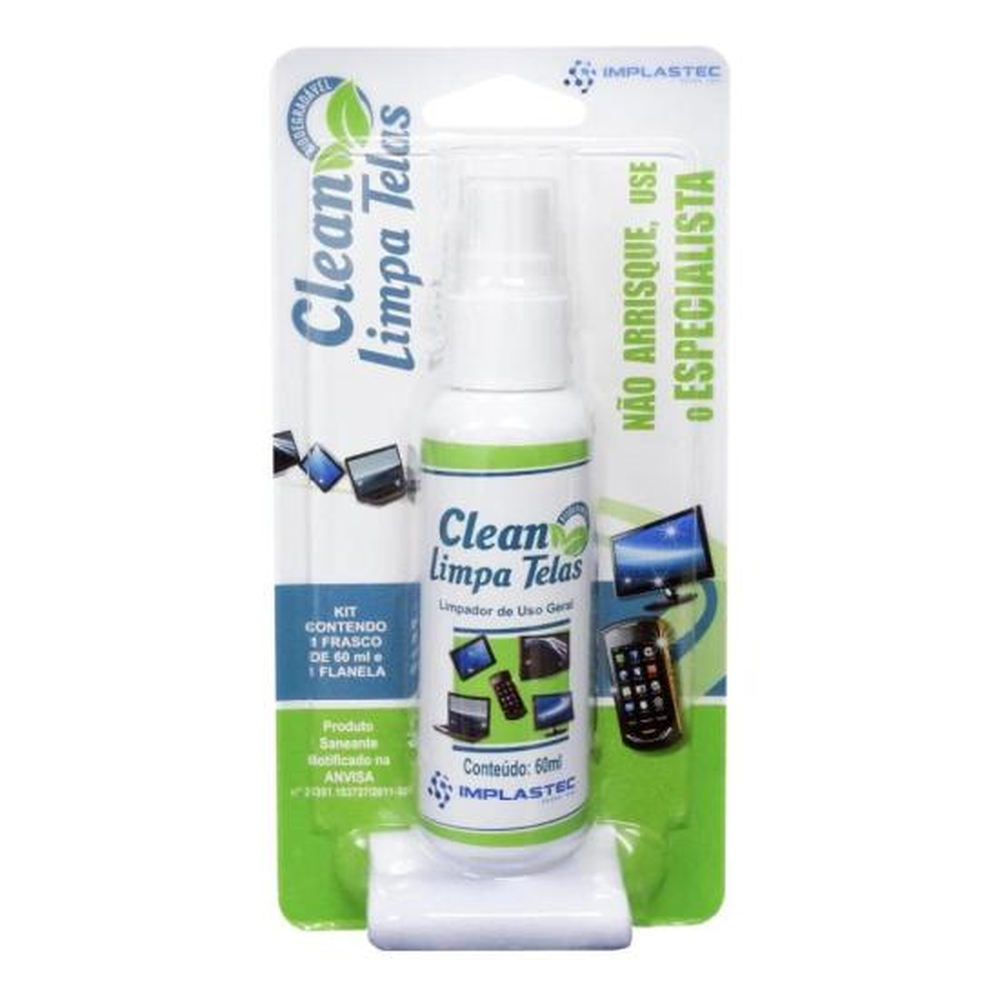 IMPLASTEC
BIODEGRADÁVEL
Clean
Limpa Telas
NÃO ARRISQUE, USE
O ESPECIALISTA
Clean
Limpa Telas
Limpador de Uso Geral
Conteúdo: 60ml
IMPLASTEC
KIT
CONTENDO
1 FRASCO
DE 60 ml e
1 FLANELA
Produto
Saneante
Notificado na
ANVISA